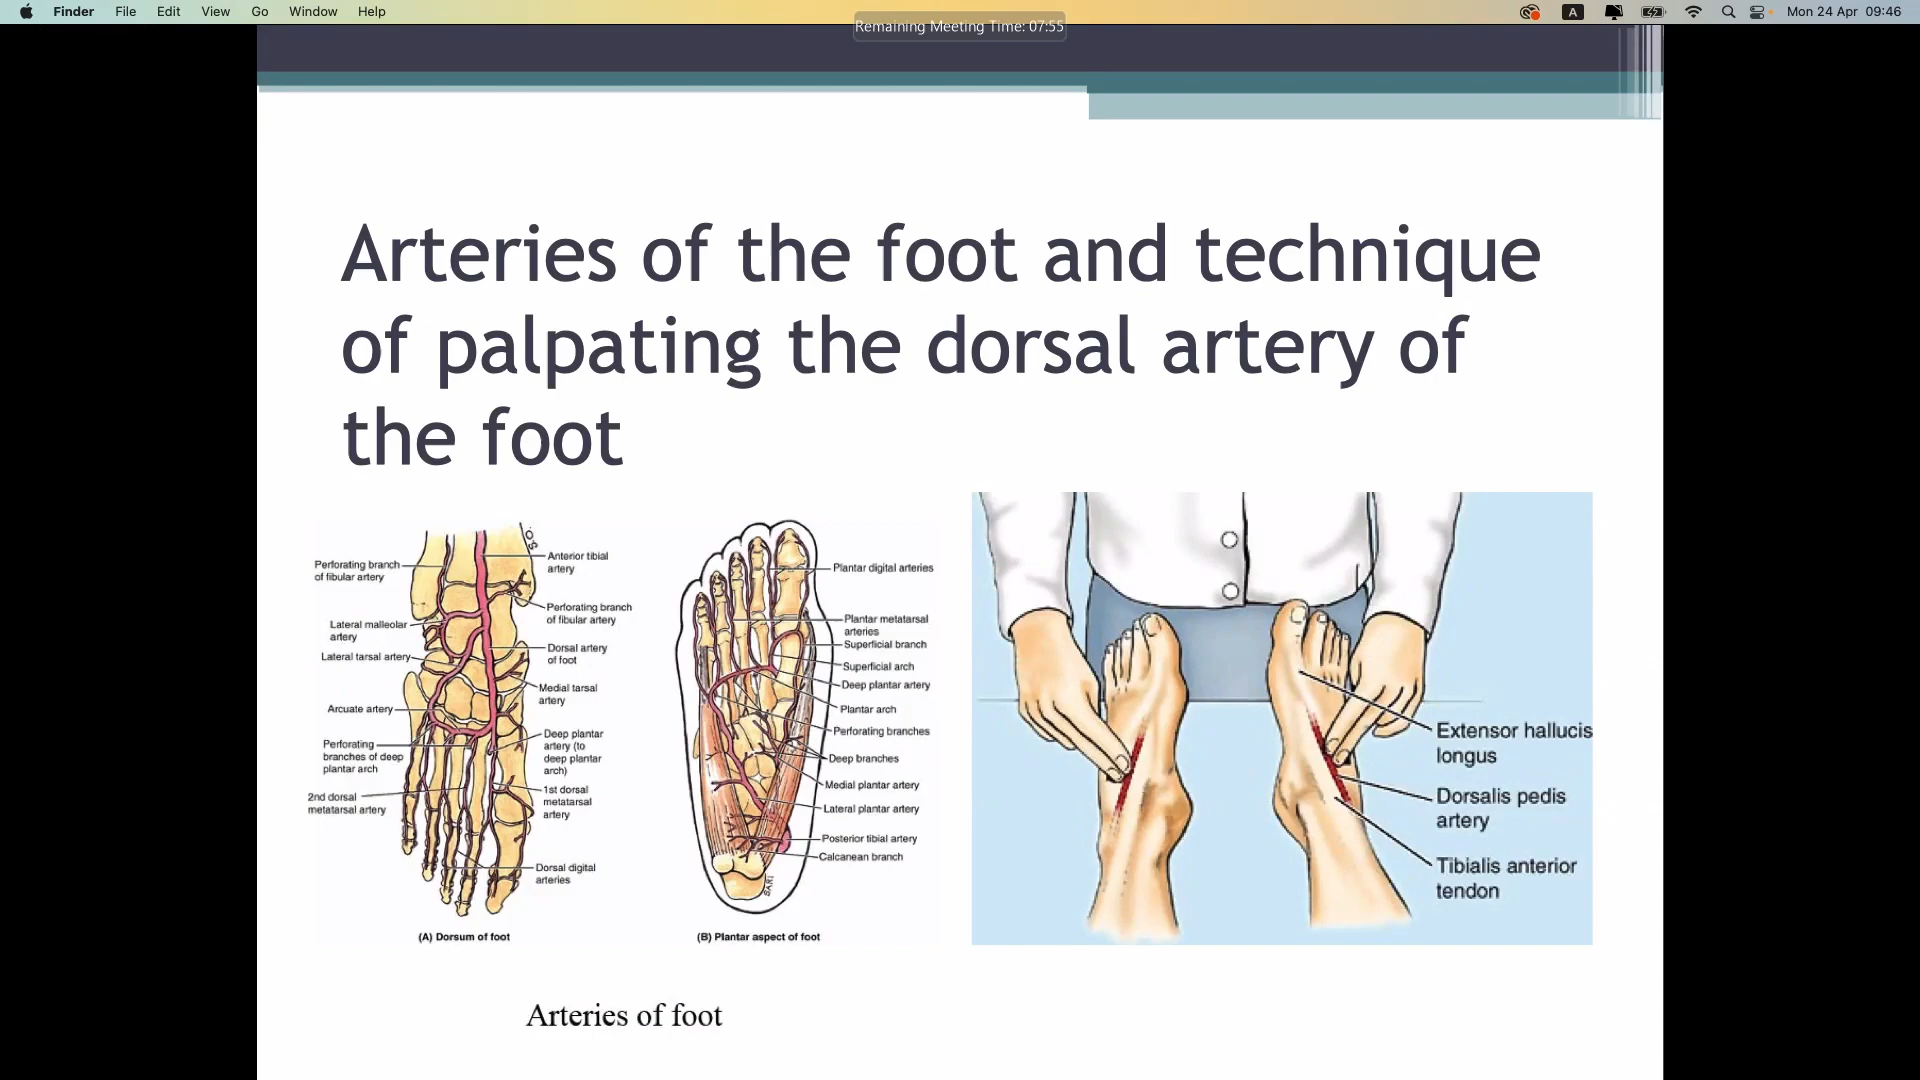 Finder File Edit View Go Window Help
A
Mon 24 Apr 09:46
Remaining Meeting Time: 07:55
Arteries of the foot and technique
of palpating the dorsal artery of
the foot
Perforating branch
of fibular artery
Lateral malleolar
artery
Lateral tarsal artery
Arcuate artery
Perforating
branches of deep
plantar arch
2nd dorsal
metatarsal artery
Anterior tibial
artery
Perforating branch
of fibular artery
Dorsal artery
of foot
Medial tarsal
artery
Deep plantar
artery (to
deep plantar
arch)
1st dorsal
metatarsal
artery
Dorsal digital
arteries
(A) Dorsum of foot
Plantar digital arteries
Plantar metatarsal
arteries
Superficial branch
Superficial arch
Deep plantar artery
Plantar arch
Perforating branches
Deep branches
Medial plantar artery
Lateral plantar artery
Posterior tibial artery
Calcanean branch
SARI
(B) Plantar aspect of foot
Extensor hallucis
longus
Dorsalis pedis
artery
Tibialis anterior
tendon
Arteries of foot